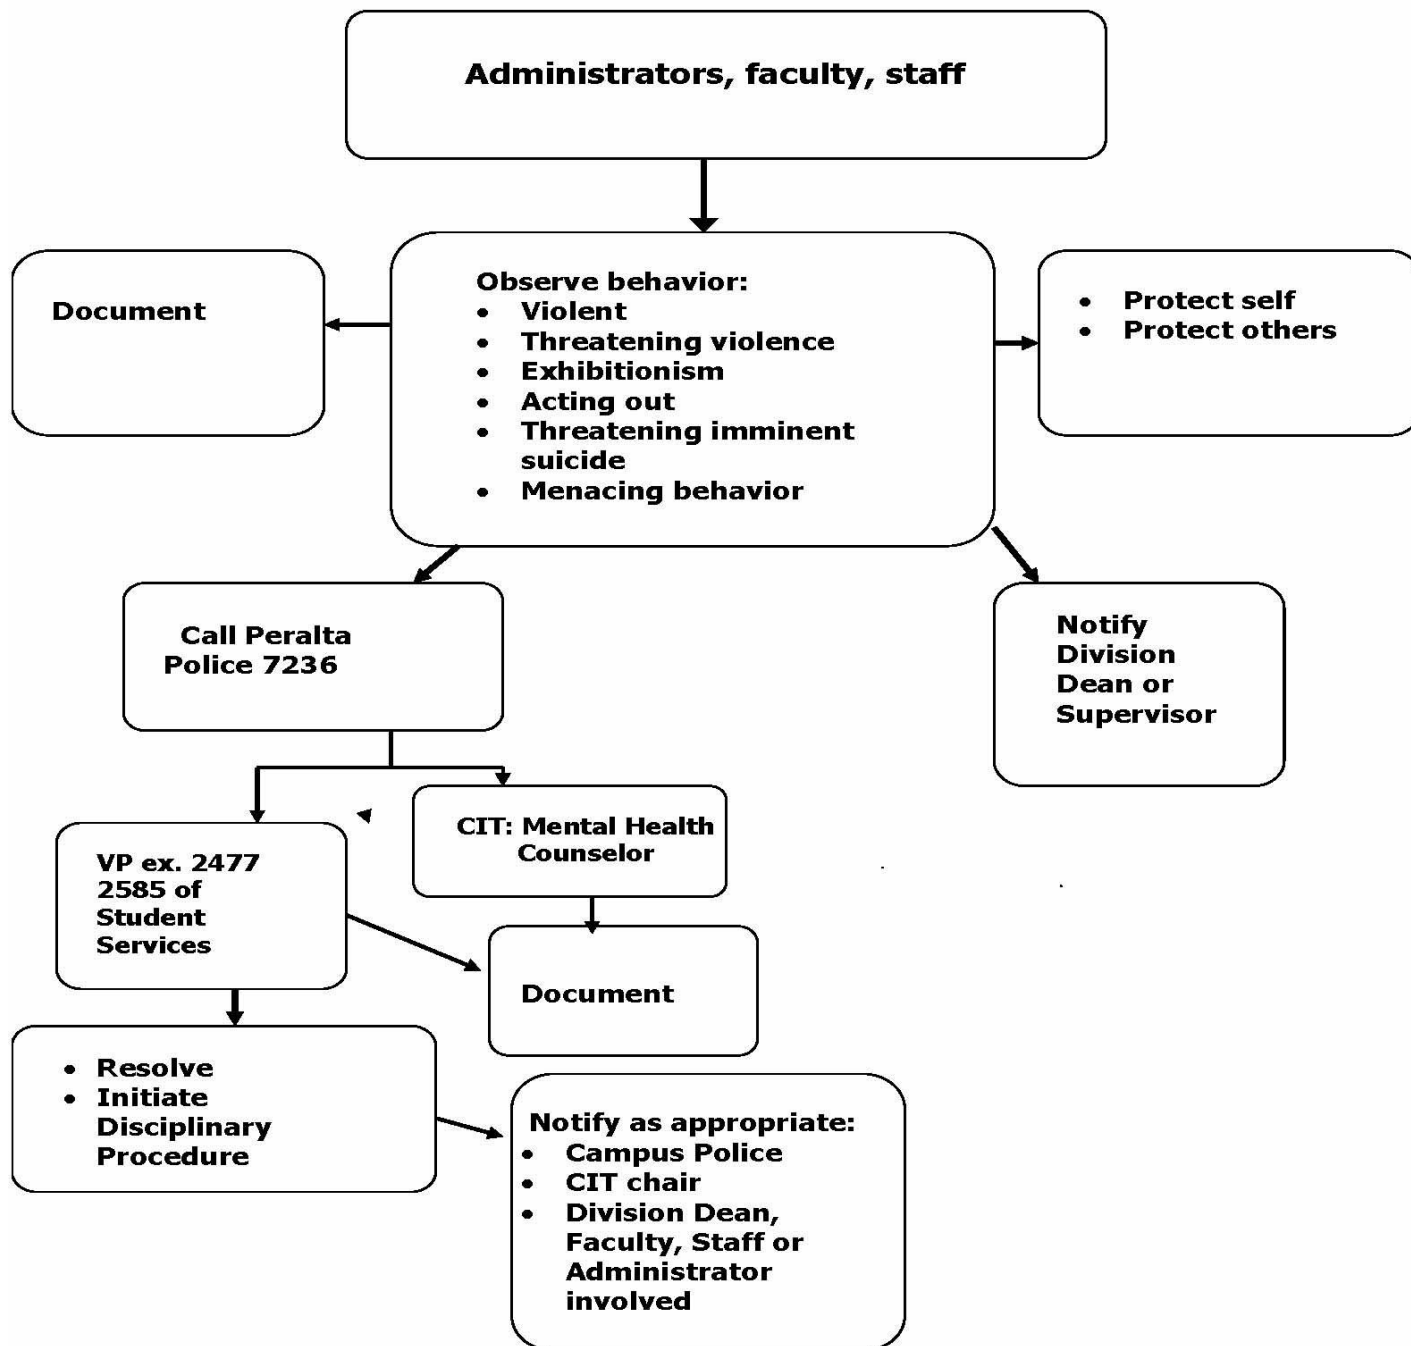 Administrators, faculty, staff
Document
Observe behavior:
• Violent
• Threatening violence
• Exhibitionism
• Acting out
• Threatening imminent
suicide
• Menacing behavior
• Protect self
• Protect others
Call Peralta
Police 7236
Notify
Division
Dean or
Supervisor
CIT: Mental Health
Counselor
VP ex. 2477
2585 of
Student
Services
Document
• Resolve
• Initiate
Disciplinary
Procedure
Notify as appropriate:
• Campus Police
• CIT chair
• Division Dean,
Faculty, Staff or
Administrator
involved